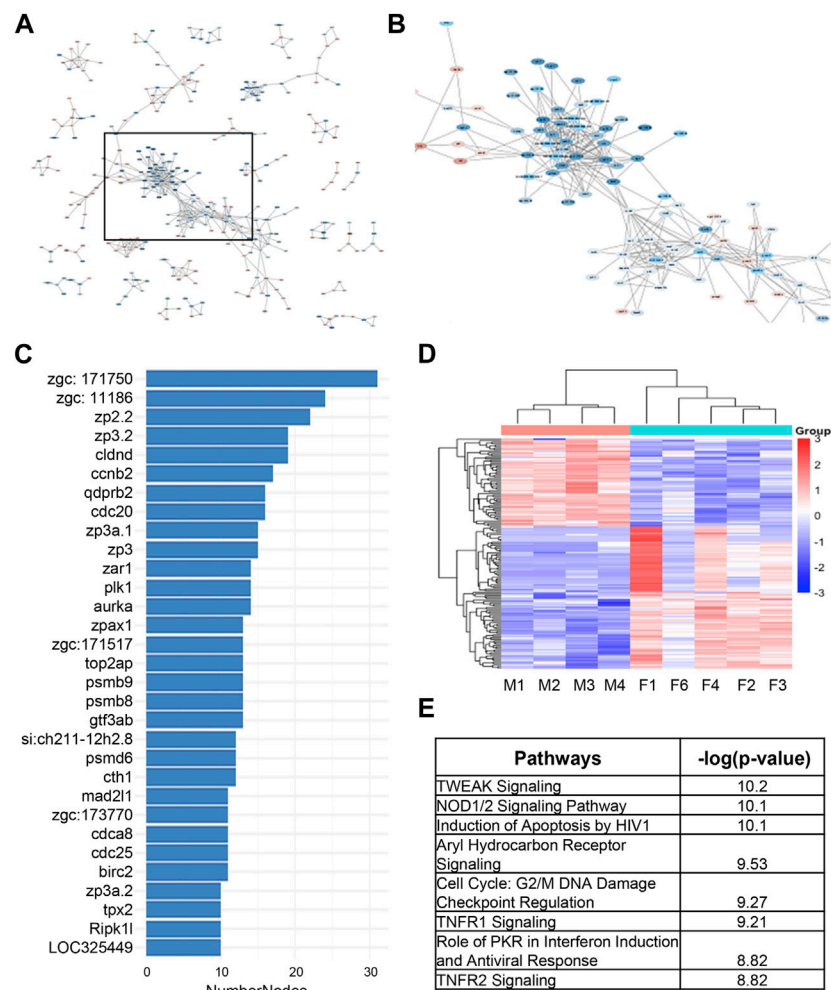 A
B
C
zgc: 171750
zgc: 11186
zp2.2
zp3.2
cldnd
ccnb2
qdprb2
cdc20
zp3a.1
zp3
zar1
plk1
aurka
zpax1
zgc:171517
top2ap
psmb9
psmb8
gtf3ab
si:ch211-12h2.8
psmd6
cth1
mad2l1
zgc:173770
cdca8
cdc25
birc2
zp3a.2
tpx2
Ripk1l
LOC325449
0
10
20
30
NumberNodes
D
Group
3
2
1
0
-1
-2
-3
M1 M2 M3 M4 F1 F6 F4 F2 F3
E
Pathways -log(p-value)
TWEAK Signaling 10.2
NOD1/2 Signaling Pathway 10.1
Induction of Apoptosis by HIV1 10.1
Aryl Hydrocarbon Receptor
Signaling 9.53
Cell Cycle: G2/M DNA Damage
Checkpoint Regulation 9.27
TNFR1 Signaling 9.21
Role of PKR in Interferon Induction
and Antiviral Response 8.82
TNFR2 Signaling 8.82